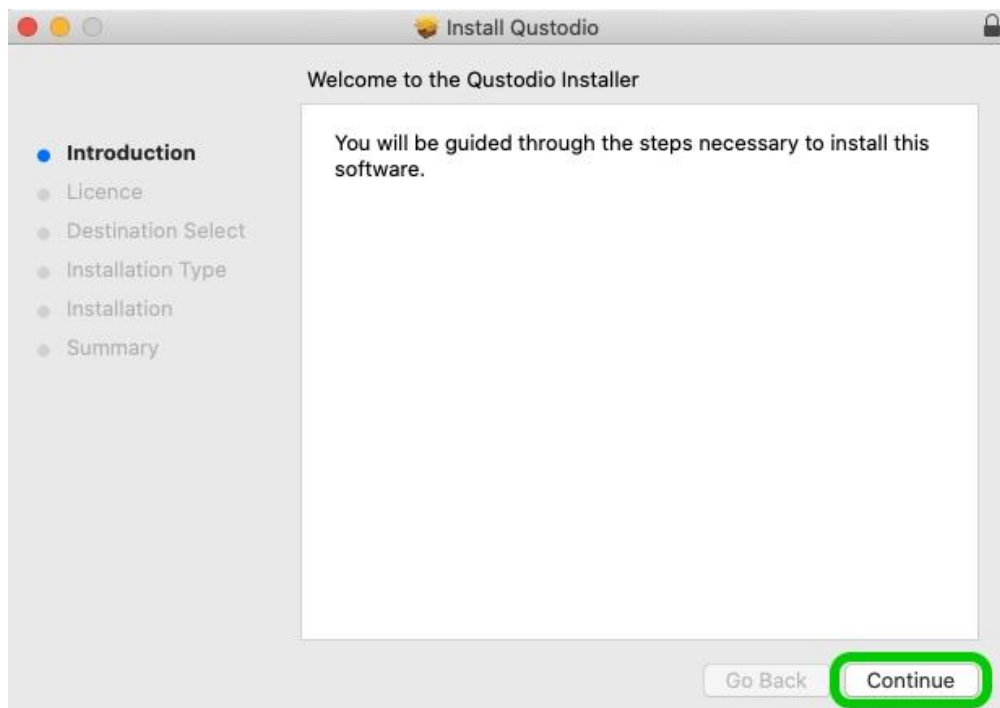 Install Qustodio
Welcome to the Qustodio Installer
Introduction
Licence
Destination Select
Installation Type
Installation
Summary
You will be guided through the steps necessary to install this
software.
Go Back
Continue